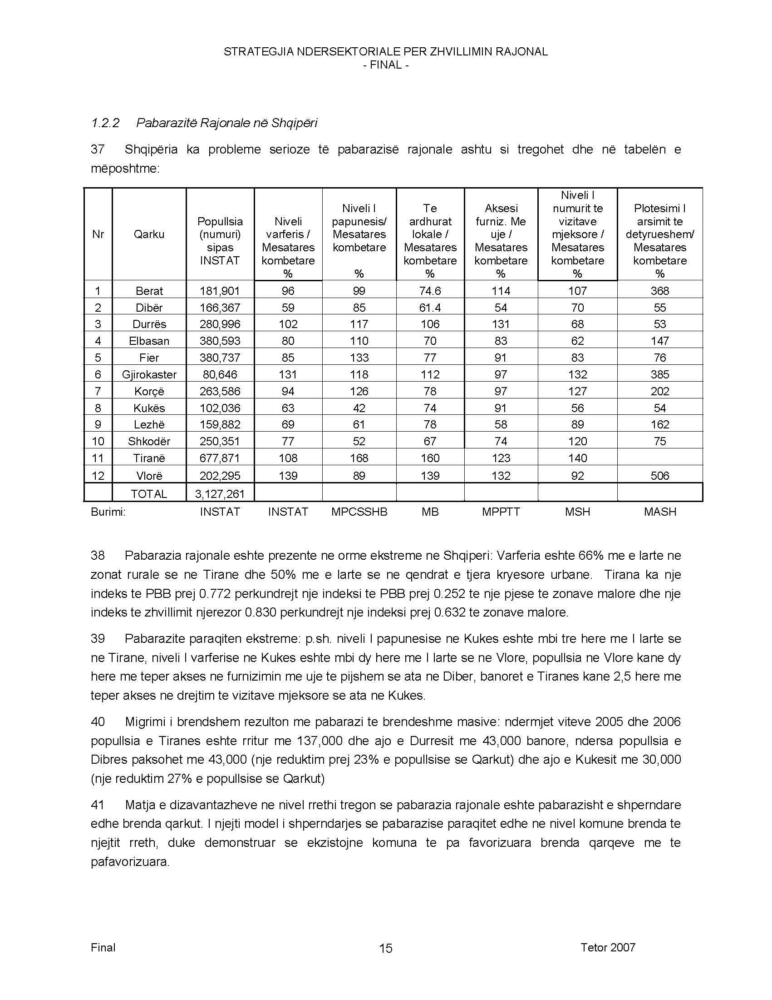 STRATEGJIA NDERSEKTORIALE PER ZHVILLIMIN RAJONAL
- FINAL -
1.2.2 Pabarazitë Rajonale në Shqipëri
37 Shqipëria ka probleme serioze të pabarazisë rajonale ashtu si tregohet dhe në tabelën e
mëposhtme:
Nr Qarku Popullsia (numuri) sipas INSTAT Niveli varferis / Mesatares kombetare % Niveli I papunesis/ Mesatares kombetare % Te ardhurat lokale / Mesatares kombetare % Aksesi furniz. Me uje / Mesatares kombetare % Niveli I numurit te vizitave mjeksore / Mesatares kombetare % Plotesimi I arsimit te detyrueshem/ Mesatares kombetare %
1 Berat 181,901 96 99 74.6 114 107 368
2 Dibër 166,367 59 85 61.4 54 70 55
3 Durrës 280,996 102 117 106 131 68 53
4 Elbasan 380,593 80 110 70 83 62 147
5 Fier 380,737 85 133 77 91 83 76
6 Gjirokaster 80,646 131 118 112 97 132 385
7 Korçë 263,586 94 126 78 97 127 202
8 Kukës 102,036 63 42 74 91 56 54
9 Lezhë 159,882 69 61 78 58 89 162
10 Shkodër 250,351 77 52 67 74 120 75
11 Tiranë 677,871 108 168 160 123 140
12 Vlorë 202,295 139 89 139 132 92 506
TOTAL 3,127,261
Burimi: INSTAT INSTAT MPCSSHB MB MPPTT MSH MASH
38 Pabarazia rajonale eshte prezente ne orme ekstreme ne Shqiperi: Varferia eshte 66% me e larte ne
zonat rurale se ne Tirane dhe 50% me e larte se ne qendrat e tjera kryesore urbane. Tirana ka nje
indeks te PBB prej 0.772 perkundrejt nje indeksi te PBB prej 0.252 te nje pjese te zonave malore dhe nje
indeks te zhvillimit njerezor 0.830 perkundrejt nje indeksi prej 0.632 te zonave malore.
39 Pabarazite paraqiten ekstreme: p.sh. niveli I papunesise ne Kukes eshte mbi tre here me I larte se
ne Tirane, niveli I varferise ne Kukes eshte mbi dy here me I larte se ne Vlore, popullsia ne Vlore kane dy
here me teper akses ne furnizimin me uje te pijshem se ata ne Diber, banoret e Tiranes kane 2,5 here me
teper akses ne drejtim te vizitave mjeksore se ata ne Kukes.
40 Migrimi i brendshem rezulton me pabarazi te brendeshme masive: ndermjet viteve 2005 dhe 2006
popullsia e Tiranes eshte rritur me 137,000 dhe ajo e Durresit me 43,000 banore, ndersa popullsia e
Dibres paksohet me 43,000 (nje reduktim prej 23% e popullsise se Qarkut) dhe ajo e Kukesit me 30,000
(nje reduktim 27% e popullsise se Qarkut)
41 Matja e dizavantazheve ne nivel rrethi tregon se pabarazia rajonale eshte pabarazisht e shperndare
edhe brenda qarkut. I njejti model i shperndarjes se pabarazise paraqitet edhe ne nivel komune brenda te
njejtit rreth, duke demonstruar se ekzistojne komuna te pa favorizuara brenda qarqeve me te
pafavorizuara.
Final 15 Tetor 2007